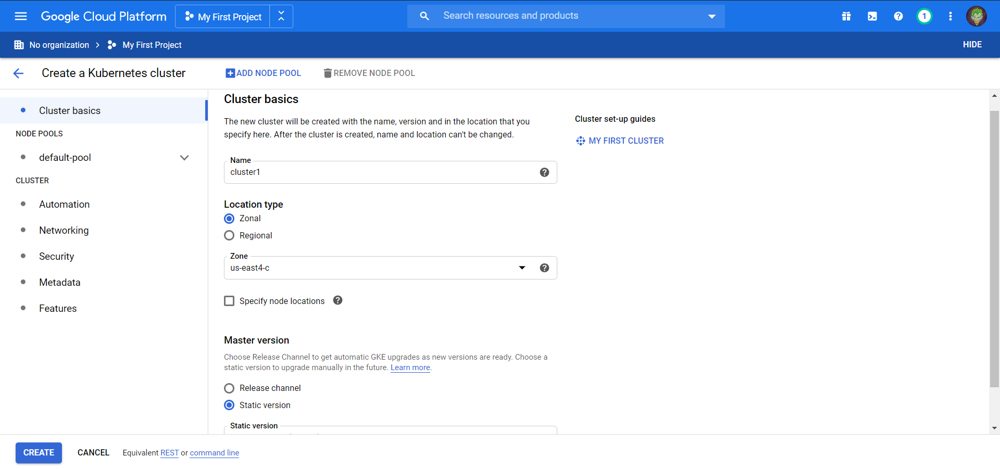 Google Cloud Platform
My First Project
Search resources and products
1
No organization
My First Project
HIDE
Create a Kubernetes cluster
ADD NODE POOL
REMOVE NODE POOL
Cluster basics
NODE POOLS
default-pool
CLUSTER
Automation
Networking
Security
Metadata
Features
Cluster basics
The new cluster will be created with the name, version and in the location that you
specify here. After the cluster is created, name and location can't be changed.
Name
cluster1
Location type
Zonal
Regional
Zone
us-east4-c
Specify node locations
Master version
Choose Release Channel to get automatic GKE upgrades as new versions are ready. Choose a
static version to upgrade manually in the future. Learn more.
Release channel
Static version
Static version
Cluster set-up guides
MY FIRST CLUSTER
CREATE
CANCEL
Equivalent REST or command line